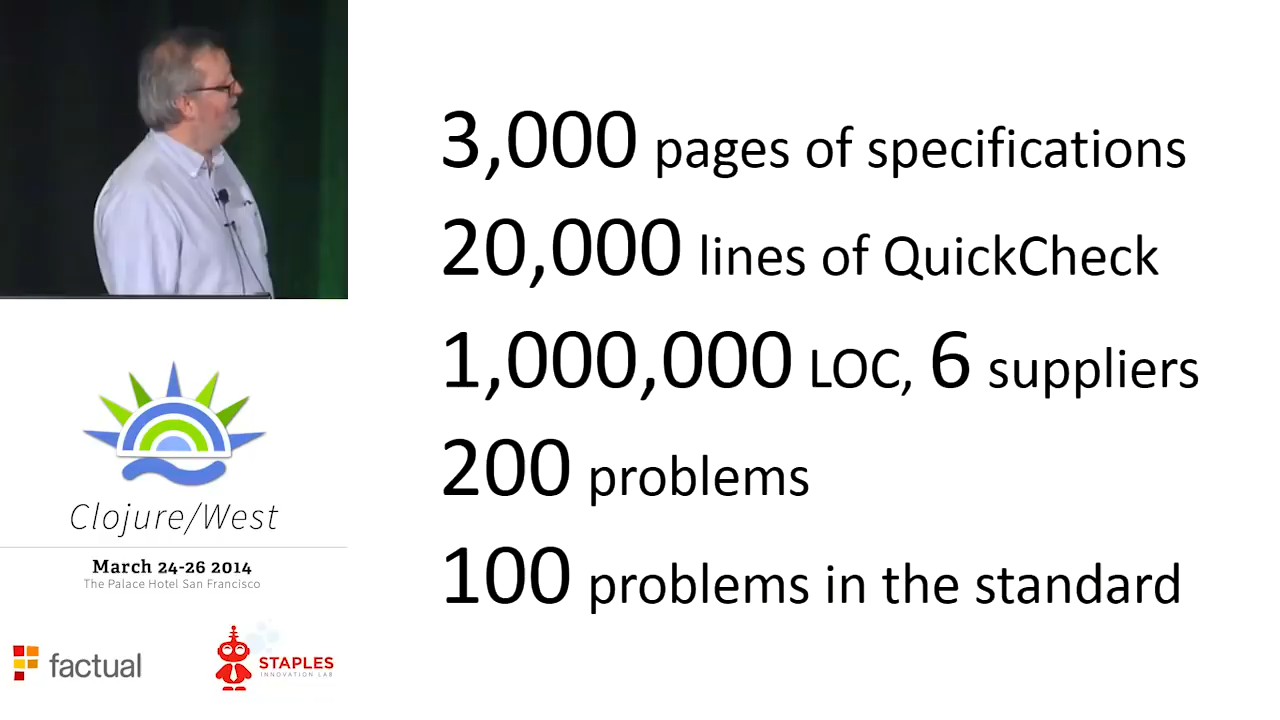 3,000 pages of specifications
20,000 lines of QuickCheck
1,000,000 LOC, 6 suppliers
200 problems
100 problems in the standard
Clojure/West
March 24-26 2014
The Palace Hotel San Francisco
factual
STAPLES
INNOVATION LAB